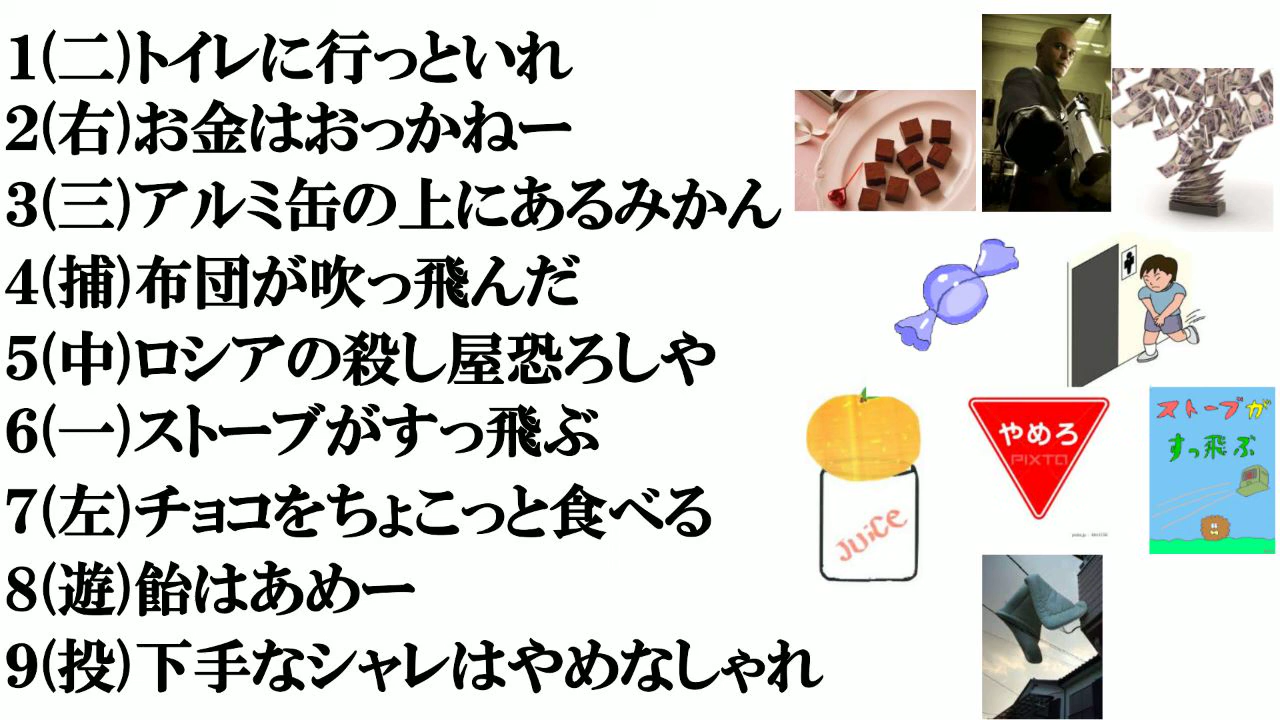 1(二)トイレに行っといれ
2(右)お金はおっかねー
3(三)アルミ缶の上にあるみかん
4(捕)布団が吹っ飛んだ
5(中)ロシアの殺し屋恐ろしや
6(一)ストーブがすっ飛ぶ
7(左)チョコをちょこっと食べる
8(遊)飴はあめー
9(投)下手なシャレはやめなしゃれ
JUiCE
やめろ
PIXTA
ストーブが
すっ飛ぶ